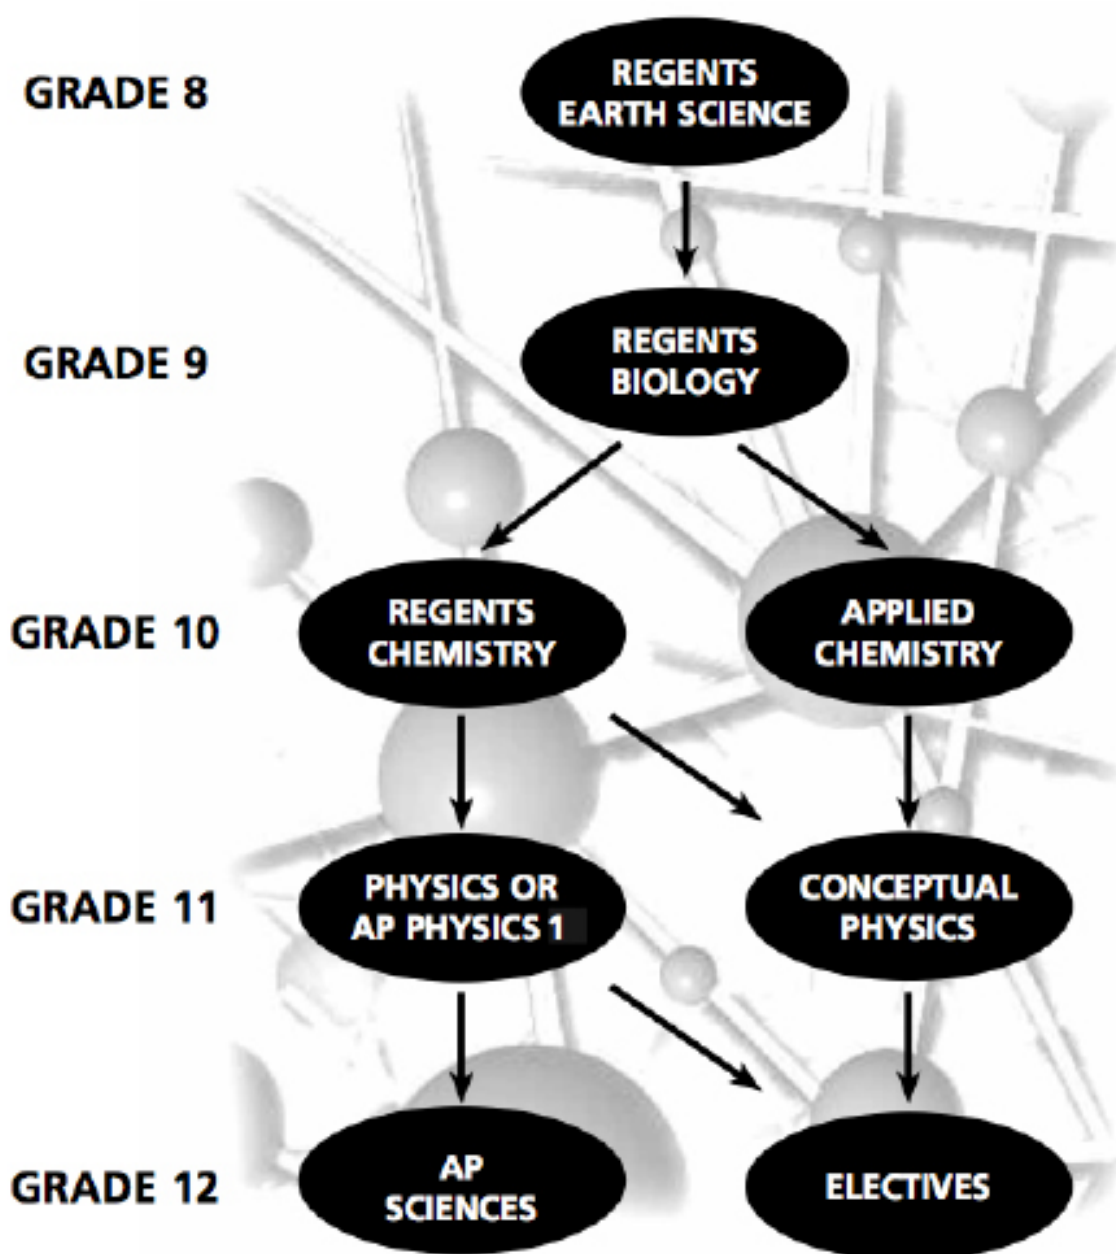 GRADE 8
REGENTS
EARTH SCIENCE
GRADE 9
REGENTS
BIOLOGY
GRADE 10
REGENTS
CHEMISTRY
APPLIED
CHEMISTRY
GRADE 11
PHYSICS OR
AP PHYSICS 1
CONCEPTUAL
PHYSICS
GRADE 12
AP
SCIENCES
ELECTIVES